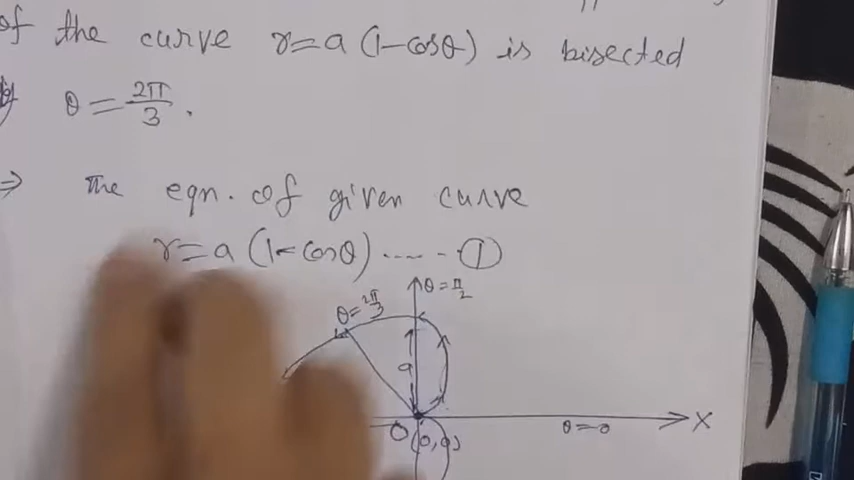 of the curve r=a(1-cosθ) is bisected
θ = 2π/3 .
⇒ The eqn. of given curve
r=a(1-cosθ) ..... - ①
θ = π/2
θ = 2π/3
a
O(0,0)
θ=0
X